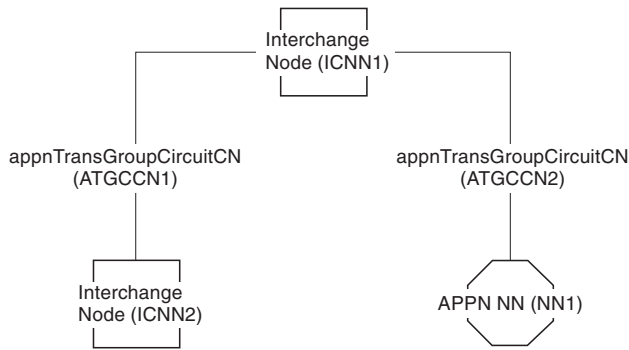 Interchange
Node (ICNN1)
appnTransGroupCircuitCN
(ATGCCN1)
appnTransGroupCircuitCN
(ATGCCN2)
Interchange
Node (ICNN2)
APPN NN (NN1)